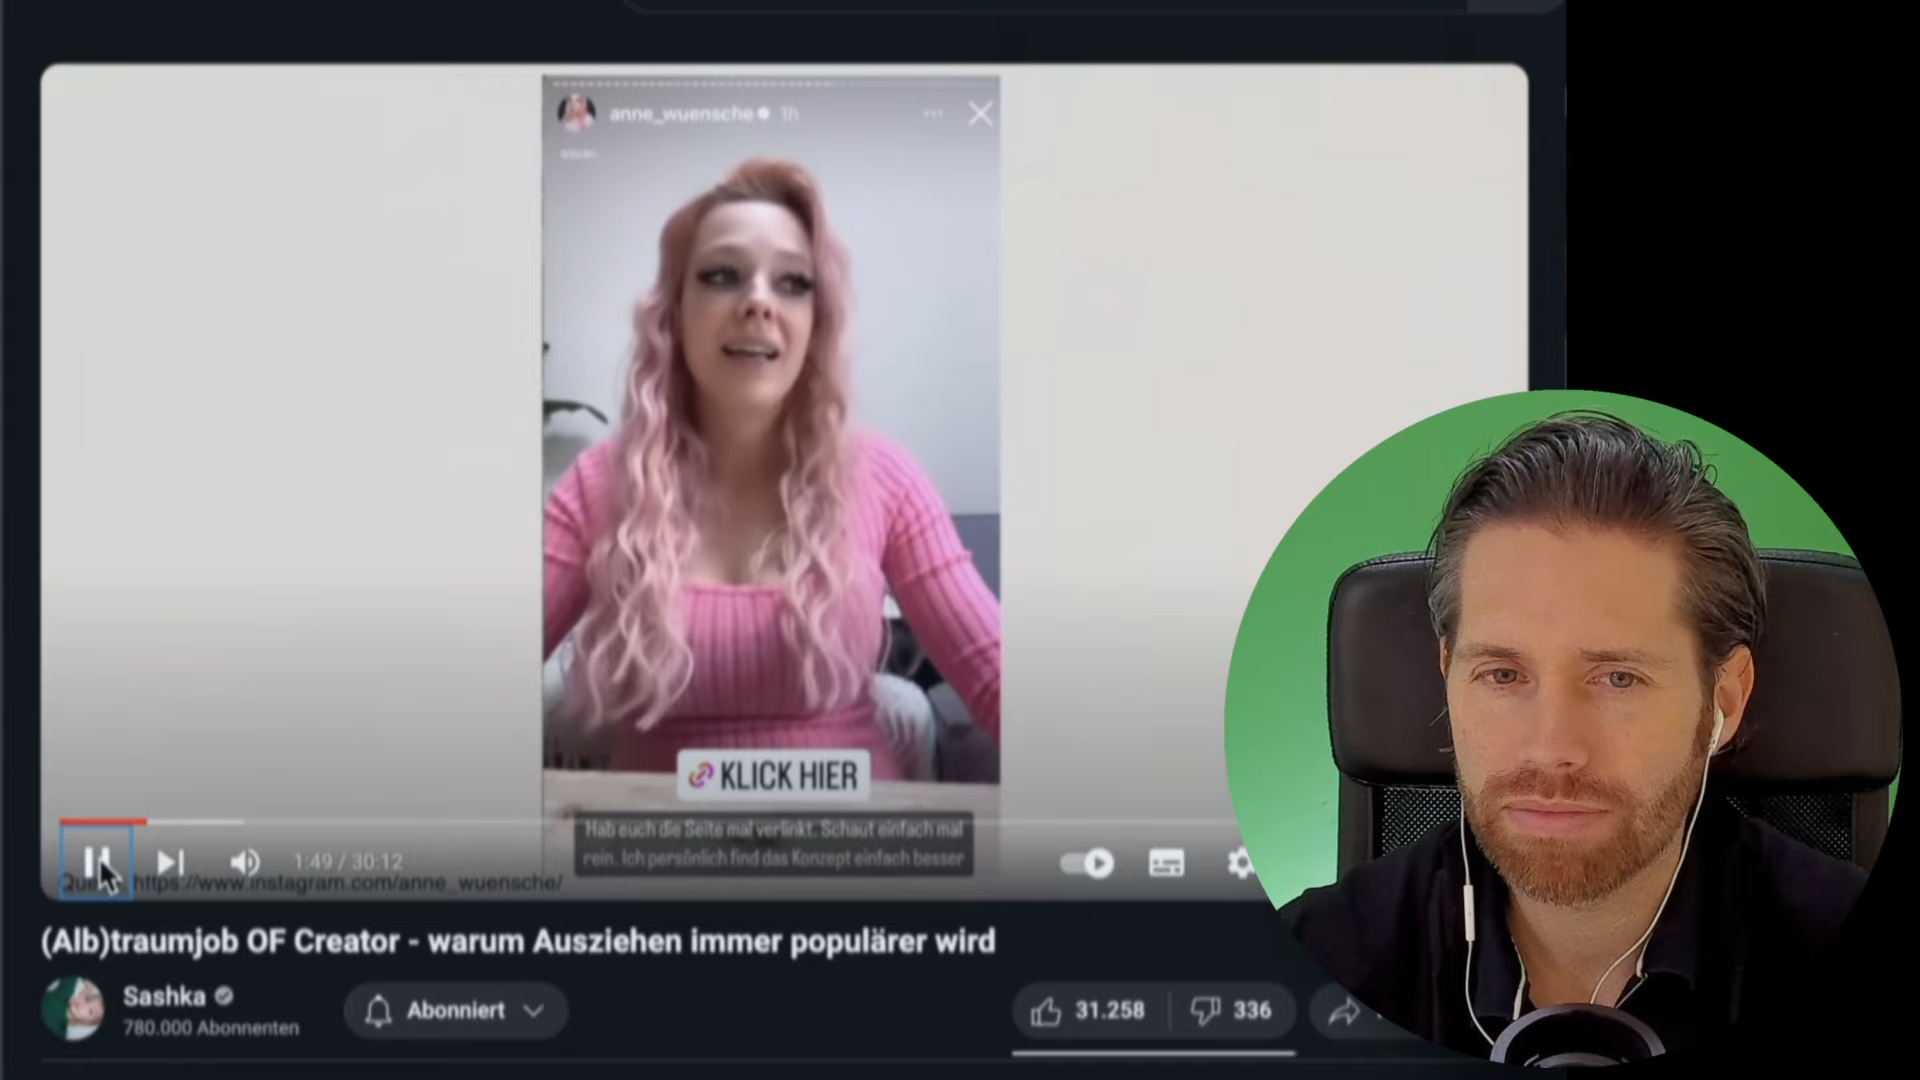 anne_wuensche 1h
KLICK HIER
Hab euch die Seite mal verlinkt. Schaut einfach mal
rein. Ich persönlich find das Konzept einfach besser
1:49 / 30:12
https://www.instagram.com/anne_wuensche/
(Alb)traumjob OF Creator - warum Ausziehen immer populärer wird
Sashka
780.000 Abonnenten
Abonniert
31.258
336